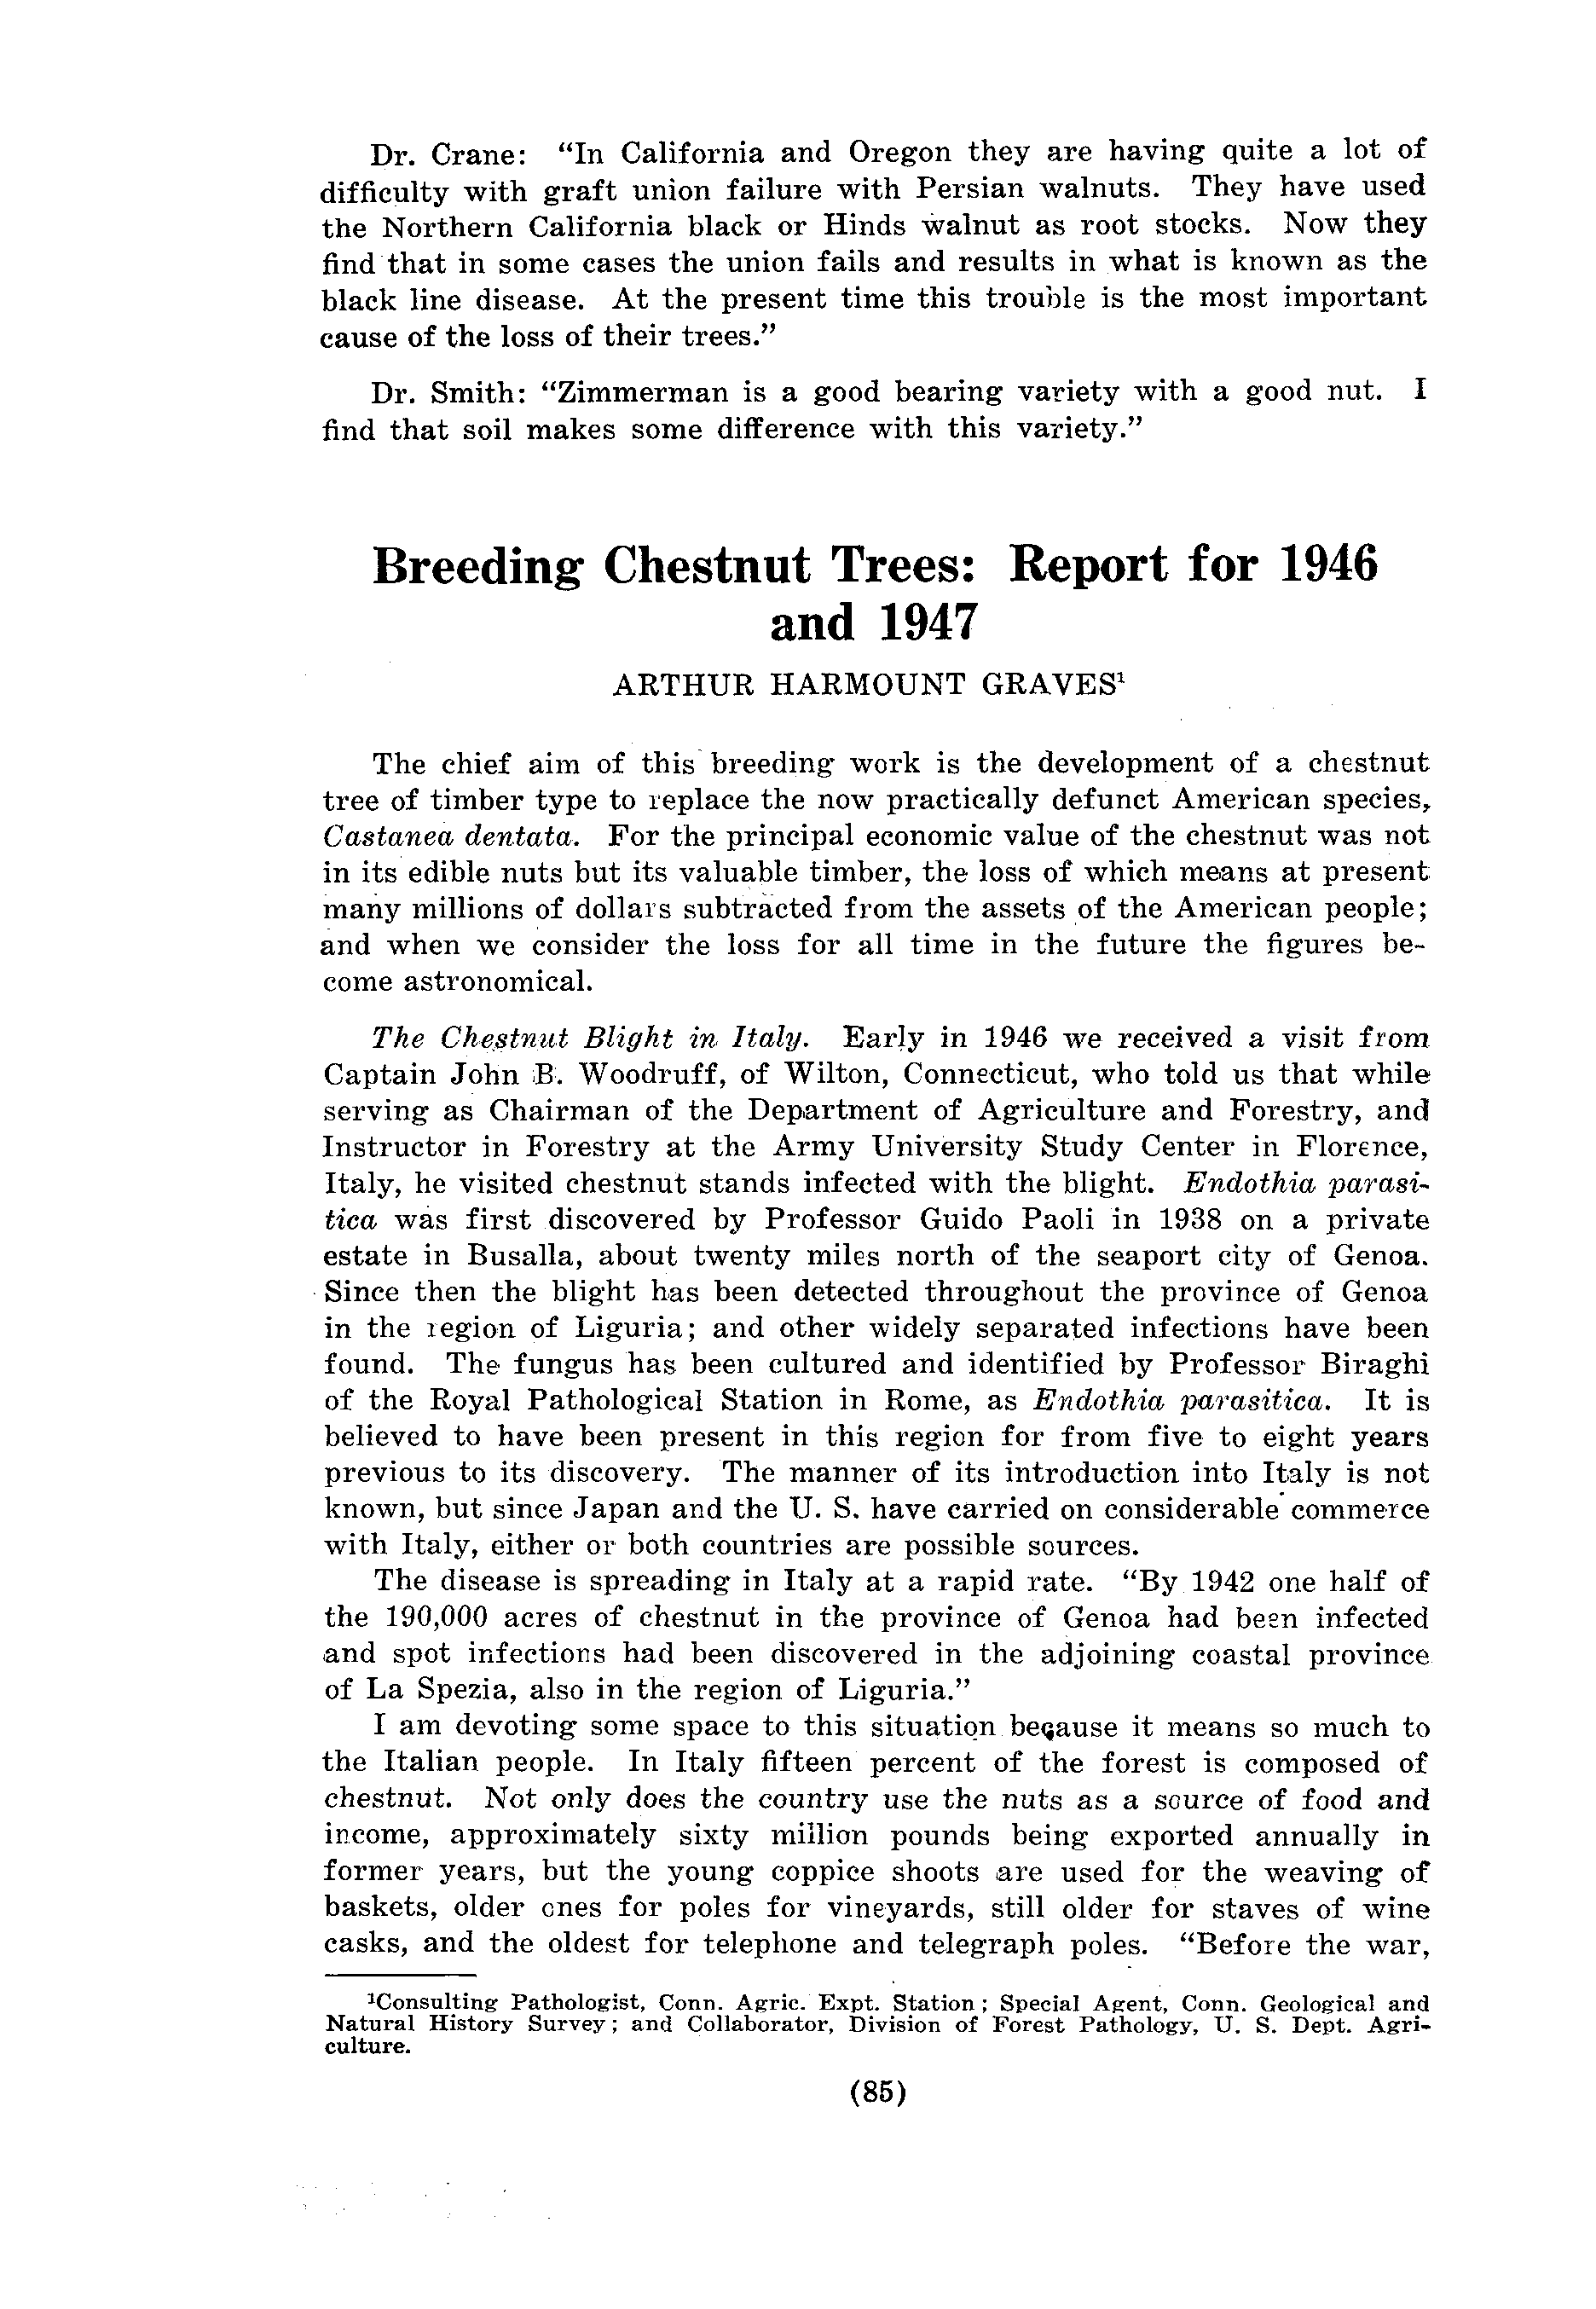 Dr. Crane: “In California and Oregon they are having quite a lot of
difficulty with graft union failure with Persian walnuts. They have used
the Northern California black or Hinds walnut as root stocks. Now they
find that in some cases the union fails and results in what is known as the
black line disease. At the present time this trouble is the most important
cause of the loss of their trees.”
Dr. Smith: “Zimmerman is a good bearing variety with a good nut. I
find that soil makes some difference with this variety.”
Breeding Chestnut Trees: Report for 1946
and 1947
ARTHUR HARMOUNT GRAVES¹
The chief aim of this breeding work is the development of a chestnut
tree of timber type to replace the now practically defunct American species,
Castanea dentata. For the principal economic value of the chestnut was not
in its edible nuts but its valuable timber, the loss of which means at present
many millions of dollars subtracted from the assets of the American people;
and when we consider the loss for all time in the future the figures be-
come astronomical.
The Chestnut Blight in Italy. Early in 1946 we received a visit from
Captain John B. Woodruff, of Wilton, Connecticut, who told us that while
serving as Chairman of the Department of Agriculture and Forestry, and
Instructor in Forestry at the Army University Study Center in Florence,
Italy, he visited chestnut stands infected with the blight. Endothia parasi-
tica was first discovered by Professor Guido Paoli in 1938 on a private
estate in Busalla, about twenty miles north of the seaport city of Genoa.
Since then the blight has been detected throughout the province of Genoa
in the region of Liguria; and other widely separated infections have been
found. The fungus has been cultured and identified by Professor Biraghi
of the Royal Pathological Station in Rome, as Endothia parasitica. It is
believed to have been present in this region for from five to eight years
previous to its discovery. The manner of its introduction into Italy is not
known, but since Japan and the U. S. have carried on considerable commerce
with Italy, either or both countries are possible sources.
The disease is spreading in Italy at a rapid rate. “By 1942 one half of
the 190,000 acres of chestnut in the province of Genoa had been infected
and spot infections had been discovered in the adjoining coastal province
of La Spezia, also in the region of Liguria.”
I am devoting some space to this situation because it means so much to
the Italian people. In Italy fifteen percent of the forest is composed of
chestnut. Not only does the country use the nuts as a source of food and
income, approximately sixty million pounds being exported annually in
former years, but the young coppice shoots are used for the weaving of
baskets, older ones for poles for vineyards, still older for staves of wine
casks, and the oldest for telephone and telegraph poles. “Before the war,
¹Consulting Pathologist, Conn. Agric. Expt. Station; Special Agent, Conn. Geological and
Natural History Survey; and Collaborator, Division of Forest Pathology, U. S. Dept. Agri-
culture.
(85)